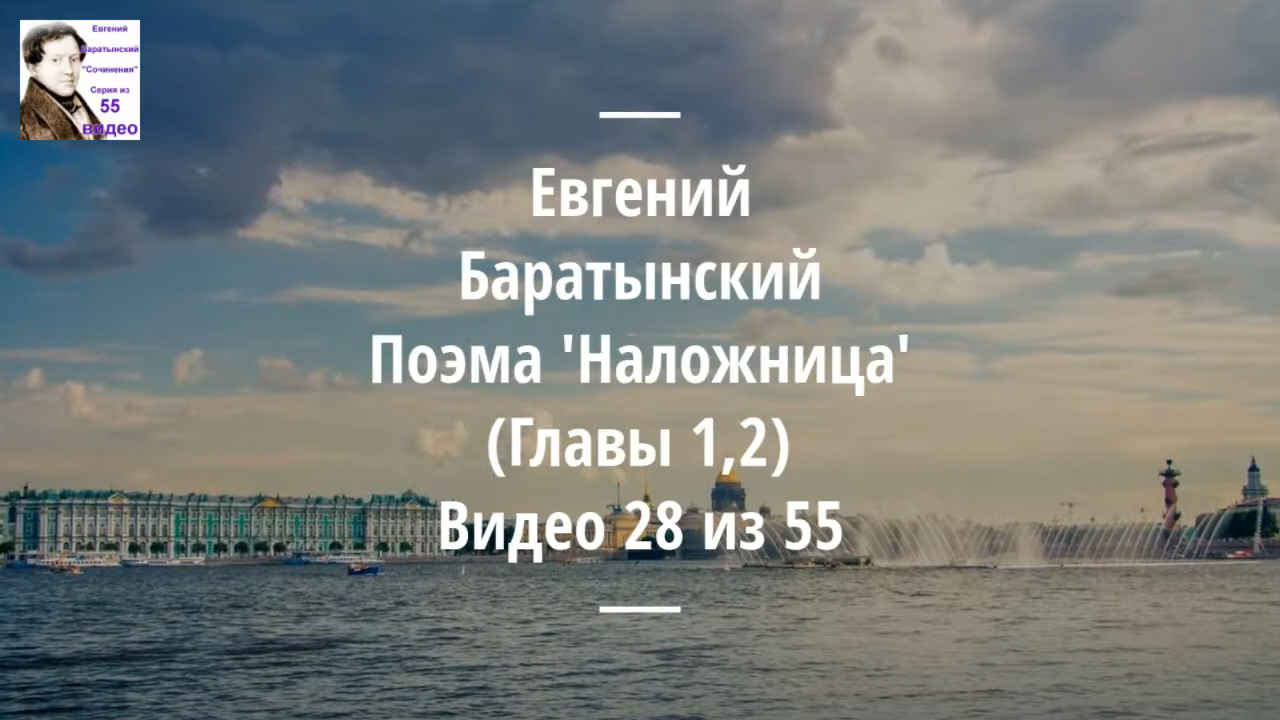 Евгений
Баратынский
"Сочинения"
Серия из
55
видео
Евгений
Баратынский
Поэма 'Наложница'
(Главы 1,2)
Видео 28 из 55